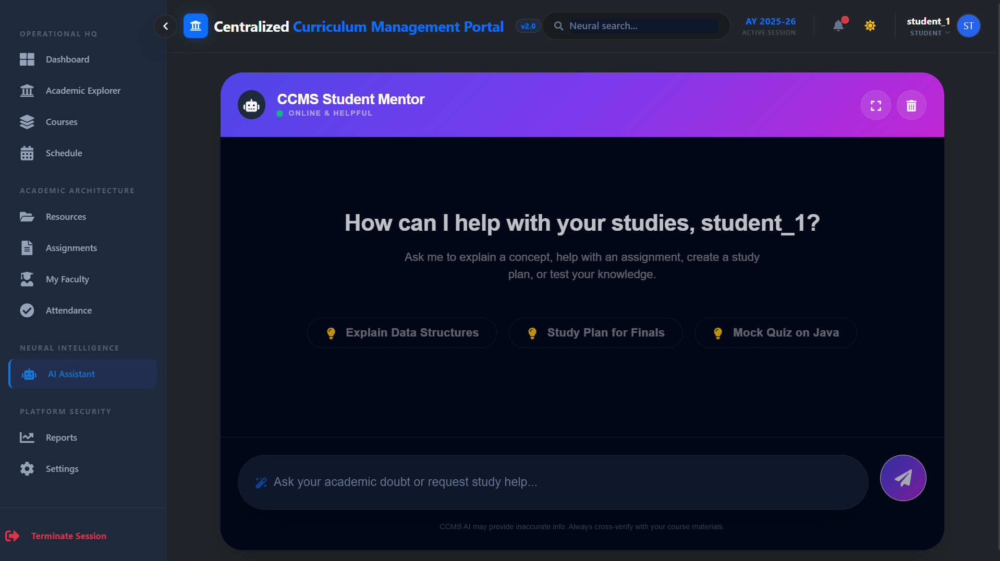 OPERATIONAL HQ
Dashboard
Academic Explorer
Courses
Schedule
ACADEMIC ARCHITECTURE
Resources
Assignments
My Faculty
Attendance
NEURAL INTELLIGENCE
AI Assistant
PLATFORM SECURITY
Reports
Settings
Terminate Session
Centralized Curriculum Management Portal
v2.0
Neural search...
AY 2025-26
ACTIVE SESSION
student_1
STUDENT
ST
CCMS Student Mentor
ONLINE & HELPFUL
How can I help with your studies, student_1?
Ask me to explain a concept, help with an assignment, create a study
plan, or test your knowledge.
Explain Data Structures
Study Plan for Finals
Mock Quiz on Java
Ask your academic doubt or request study help...
CCMS AI may provide inaccurate info. Always cross-verify with your course materials.